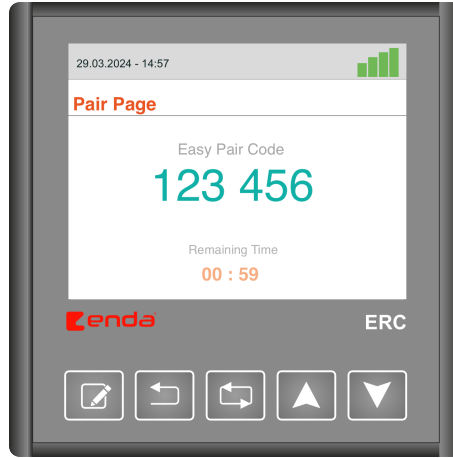 29.03.2024 - 14:57
Pair Page
Easy Pair Code
123 456
Remaining Time
00 : 59
enda
ERC